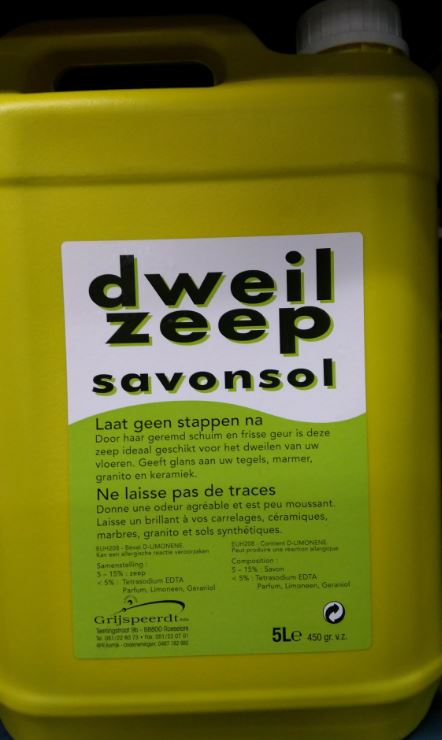 dweil
zeep
savonsol
Laat geen stappen na
Door haar geremd schuim en frisse geur is deze
zeep ideaal geschikt voor het dweilen van uw
vloeren. Geeft glans aan uw tegels, marmer,
granito en keramiek.
Ne laisse pas de traces
Donne une odeur agréable et est peu moussant.
Laisse un brillant à vos carrelages, céramiques,
marbres, granito et sols synthétiques.
EUH208 - Bevat D-LIMONENE.
Kan een allergische reactie veroorzaken
Samenstelling :
5 – 15% : zeep
< 5% : Tetrasodium EDTA
Parfum, Limoneen, Geraniol
EUH208 - Contient D-LIMONENE
Peut produire une réaction allergique
Composition :
5 – 15% : Savon
< 5% : Tetrasodium EDTA
Parfum, Limoneen, Geraniol
Grijspeerdt
5Le 450 gr. v.z.